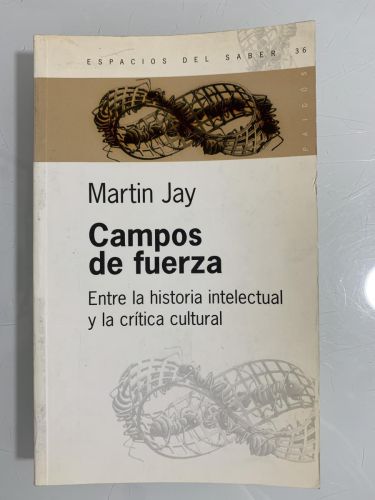 ESPACIOS DEL SABER 36
PAIDÓS
Martin Jay
Campos
de fuerza
Entre la historia intelectual
y la crítica cultural